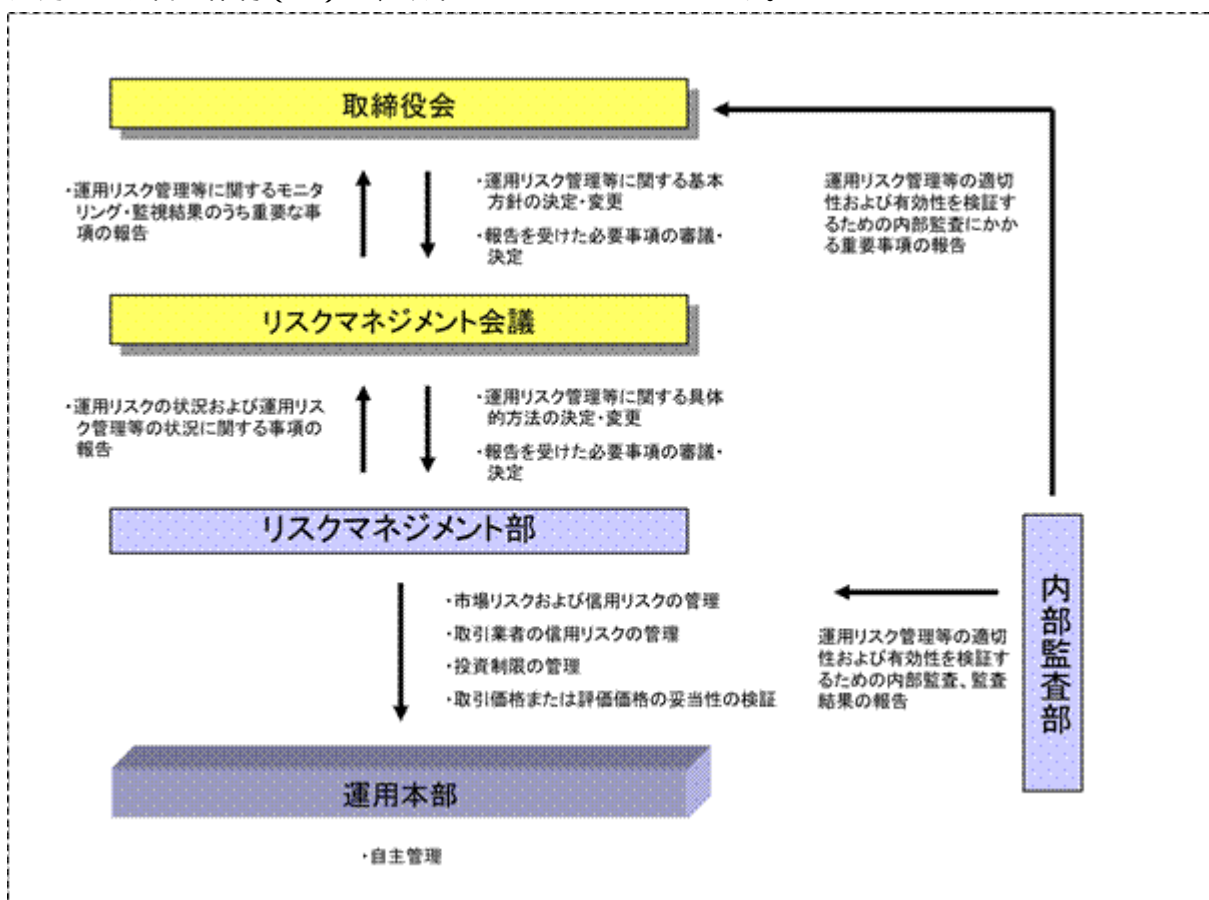 取締役会
・運用リスク管理等に関するモニタ
リング・監視結果のうち重要な事
項の報告
・運用リスク管理等に関する基本
方針の決定・変更
・報告を受けた必要事項の審議・
決定
運用リスク管理等の適切
性および有効性を検証す
るための内部監査にかか
る重要事項の報告
リスクマネジメント会議
・運用リスクの状況および運用リス
ク管理等の状況に関する事項の
報告
・運用リスク管理等に関する具体
的方法の決定・変更
・報告を受けた必要事項の審議・
決定
リスクマネジメント部
・市場リスクおよび信用リスクの管理
・取引業者の信用リスクの管理
・投資制限の管理
・取引価格または評価価格の妥当性の検証
運用リスク管理等の適切
性および有効性を検証す
るための内部監査、監査
結果の報告
内部監査部
運用本部
・自主管理